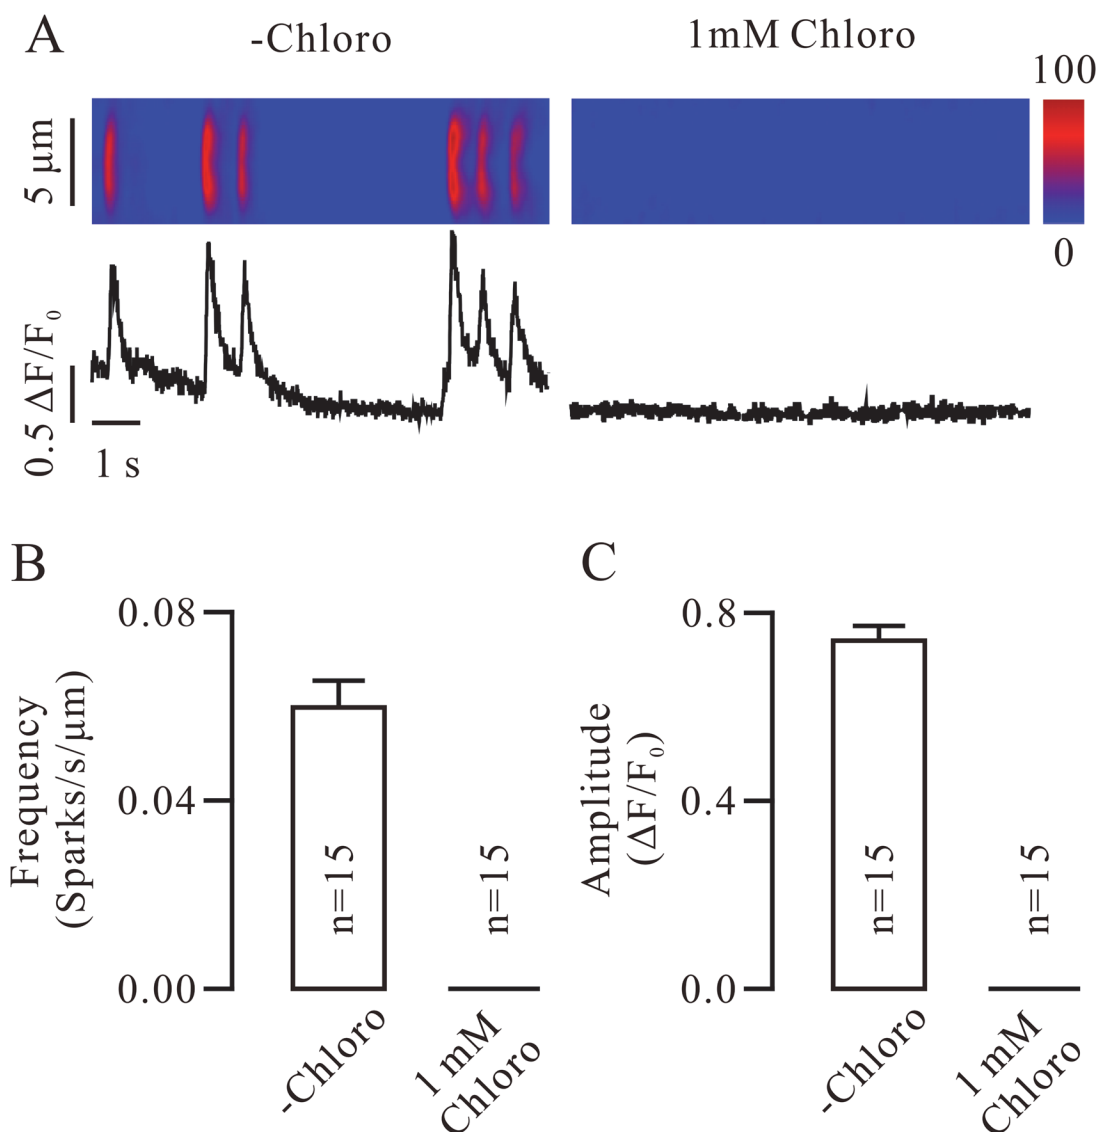 A
-Chloro
1mM Chloro
100
0
5 μm
0.5 ΔF/F₀
1 s
B
Frequency
(Sparks/s/μm)
0.08
0.04
0.00
n=15
n=15
-Chloro
1 mM
Chloro
C
Amplitude
(ΔF/F₀)
0.8
0.4
0.0
n=15
n=15
-Chloro
1 mM
Chloro